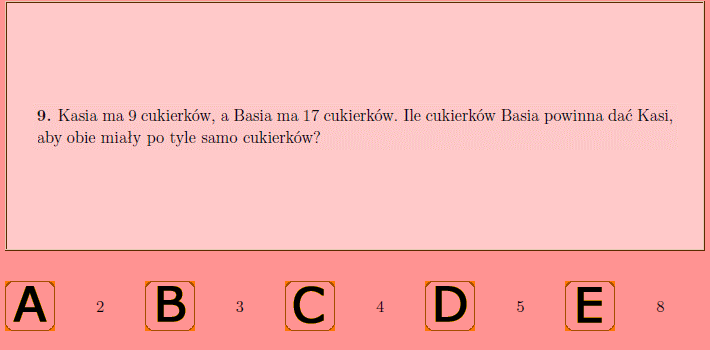 9. Kasia ma 9 cukierków, a Basia ma 17 cukierków. Ile cukierków Basia powinna dać Kasi,
aby obie miały po tyle samo cukierków?
A 2 B 3 C 4 D 5 E 8